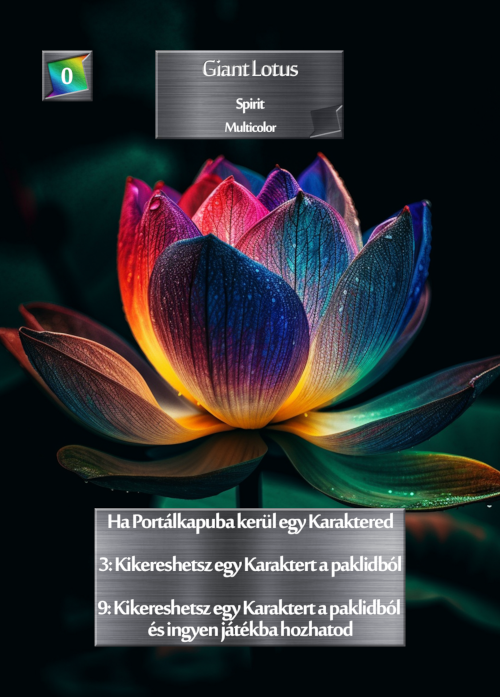 0
Giant Lotus
Spirit
Multicolor
Ha Portálkapuba kerül egy Karaktered
3: Kikereshetsz egy Karaktert a paklidból
9: Kikereshetsz egy Karaktert a paklidból
és ingyen játékba hozhatod